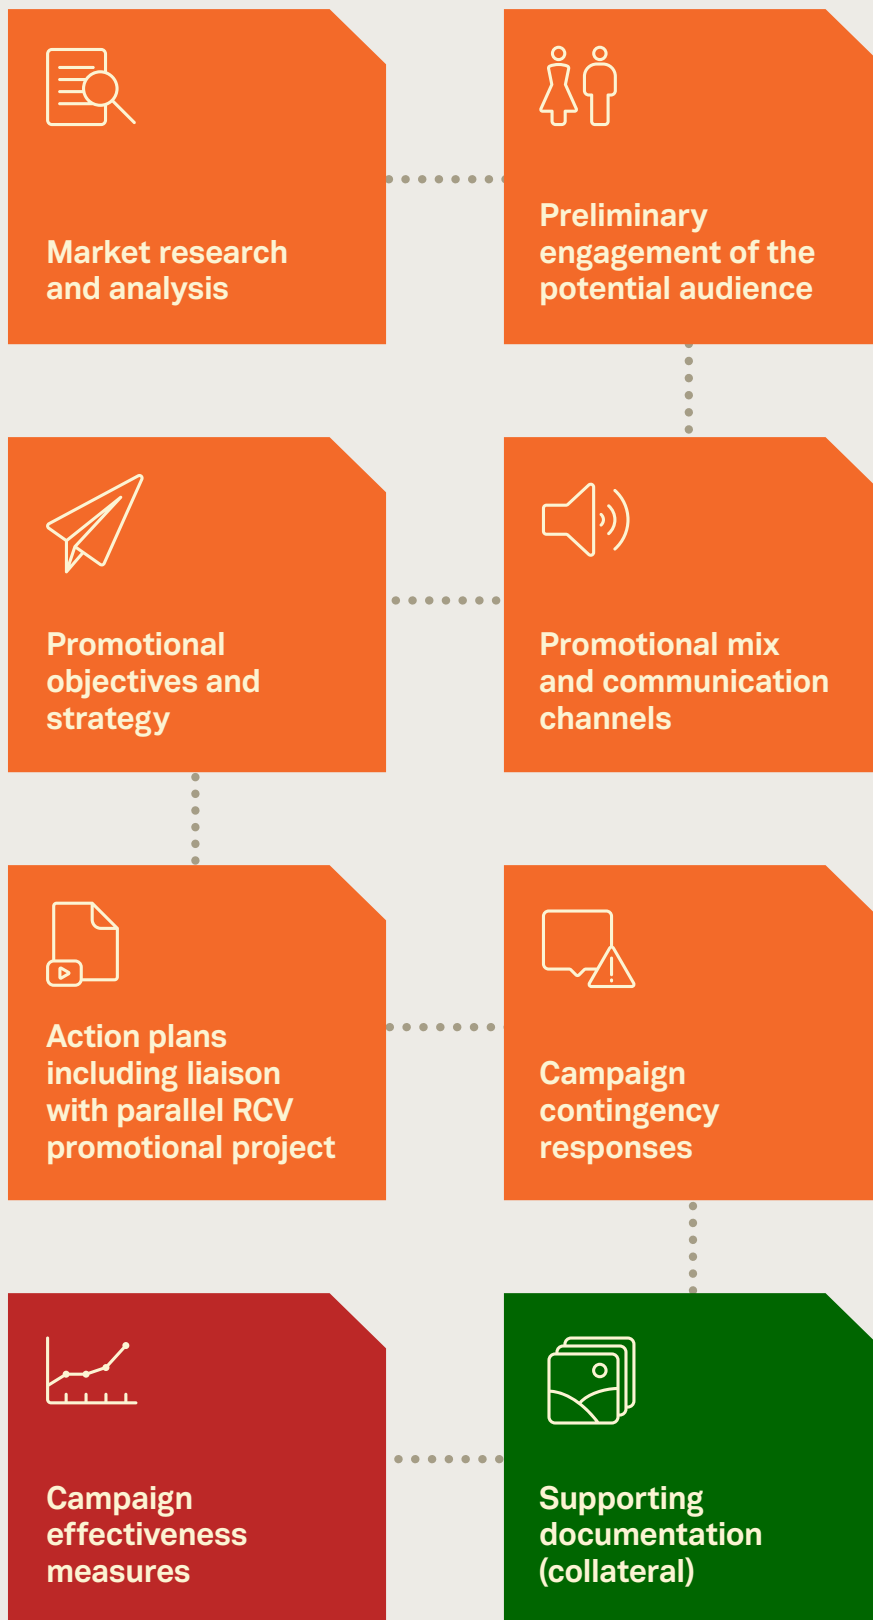 Market research
and analysis
Preliminary
engagement of the
potential audience
Promotional
objectives and
strategy
Promotional mix
and communication
channels
Action plans
including liaison
with parallel RCV
promotional project
Campaign
contingency
responses
Campaign
effectiveness
measures
Supporting
documentation
(collateral)